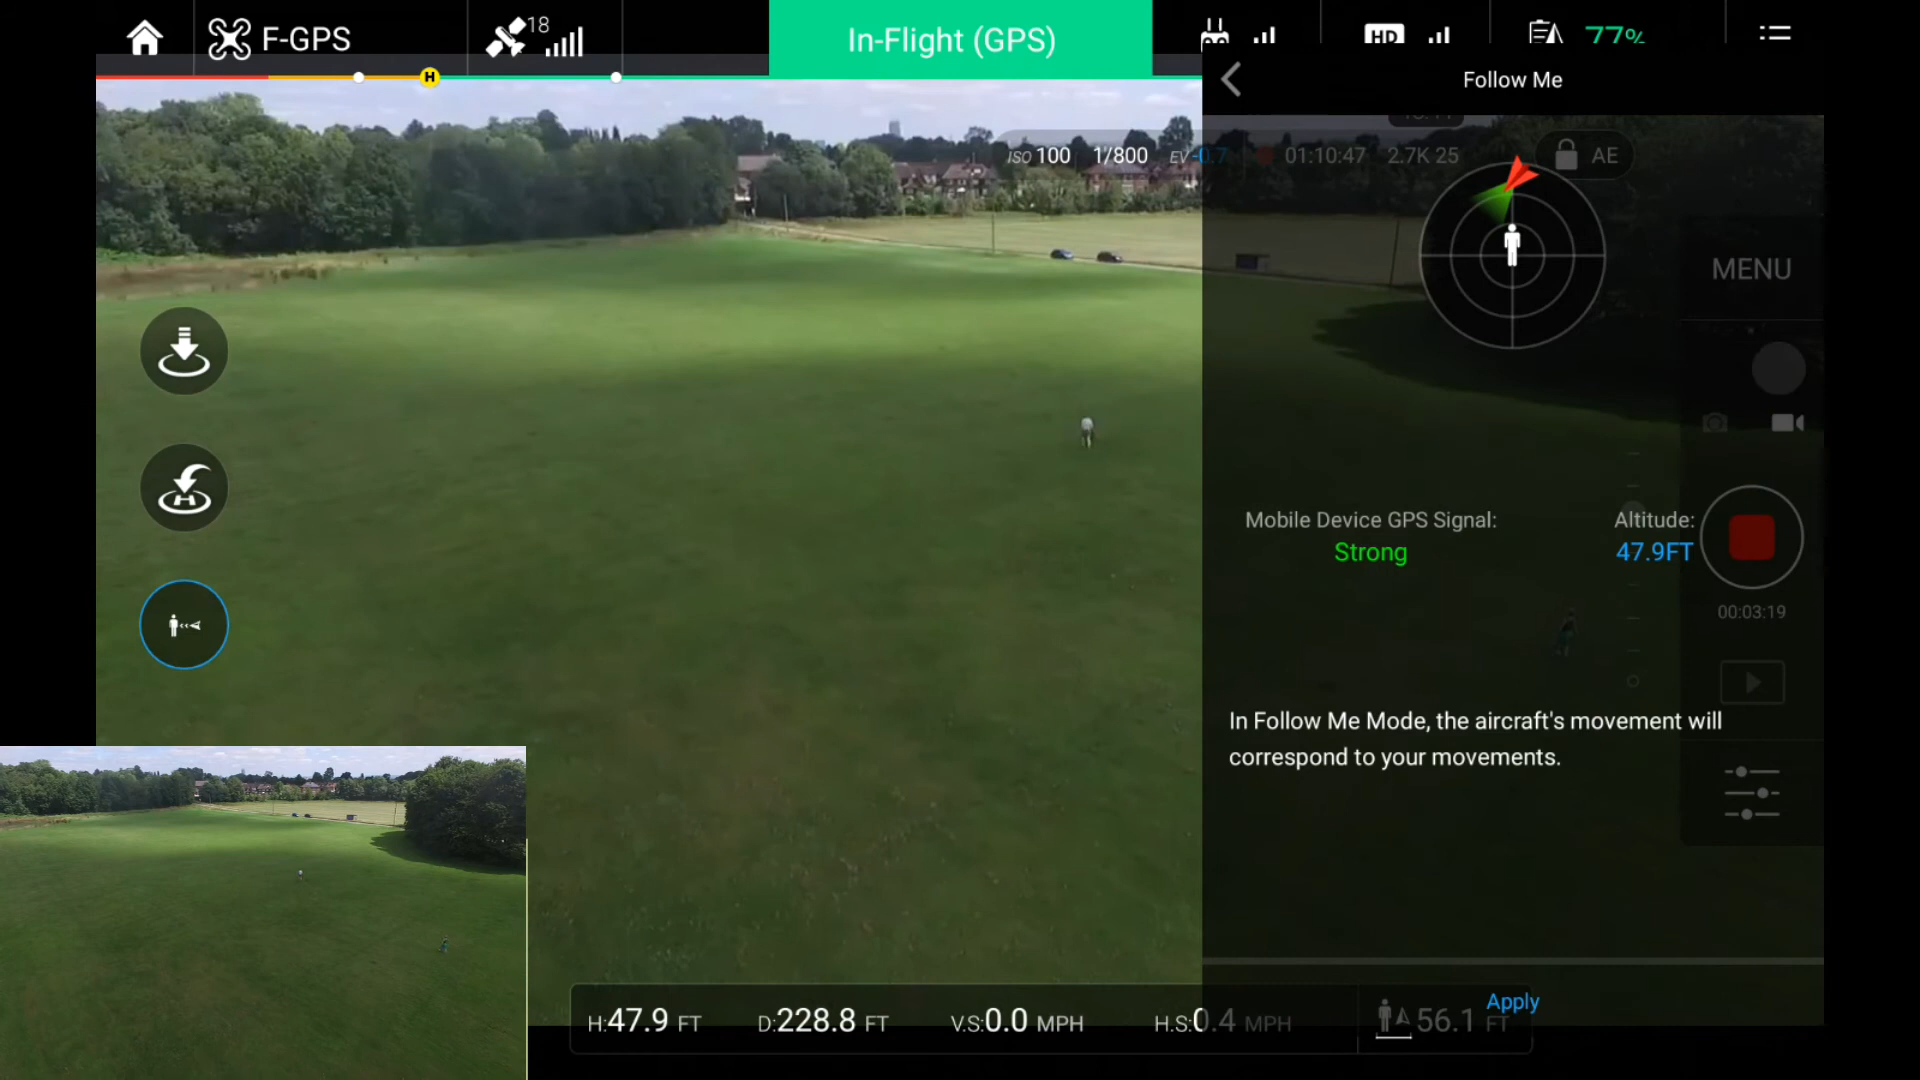 F-GPS
18
In-Flight (GPS)
HD
77%
H
Follow Me
ISO 100
1/800
EV -0.7
01:10:47
2.7K 25
AE
MENU
Mobile Device GPS Signal:
Strong
Altitude:
47.9FT
00:03:19
In Follow Me Mode, the aircraft's movement will
correspond to your movements.
Apply
H:47.9 FT
D:228.8 FT
V.S:0.0 MPH
H.S:0.4 MPH
56.1 FT